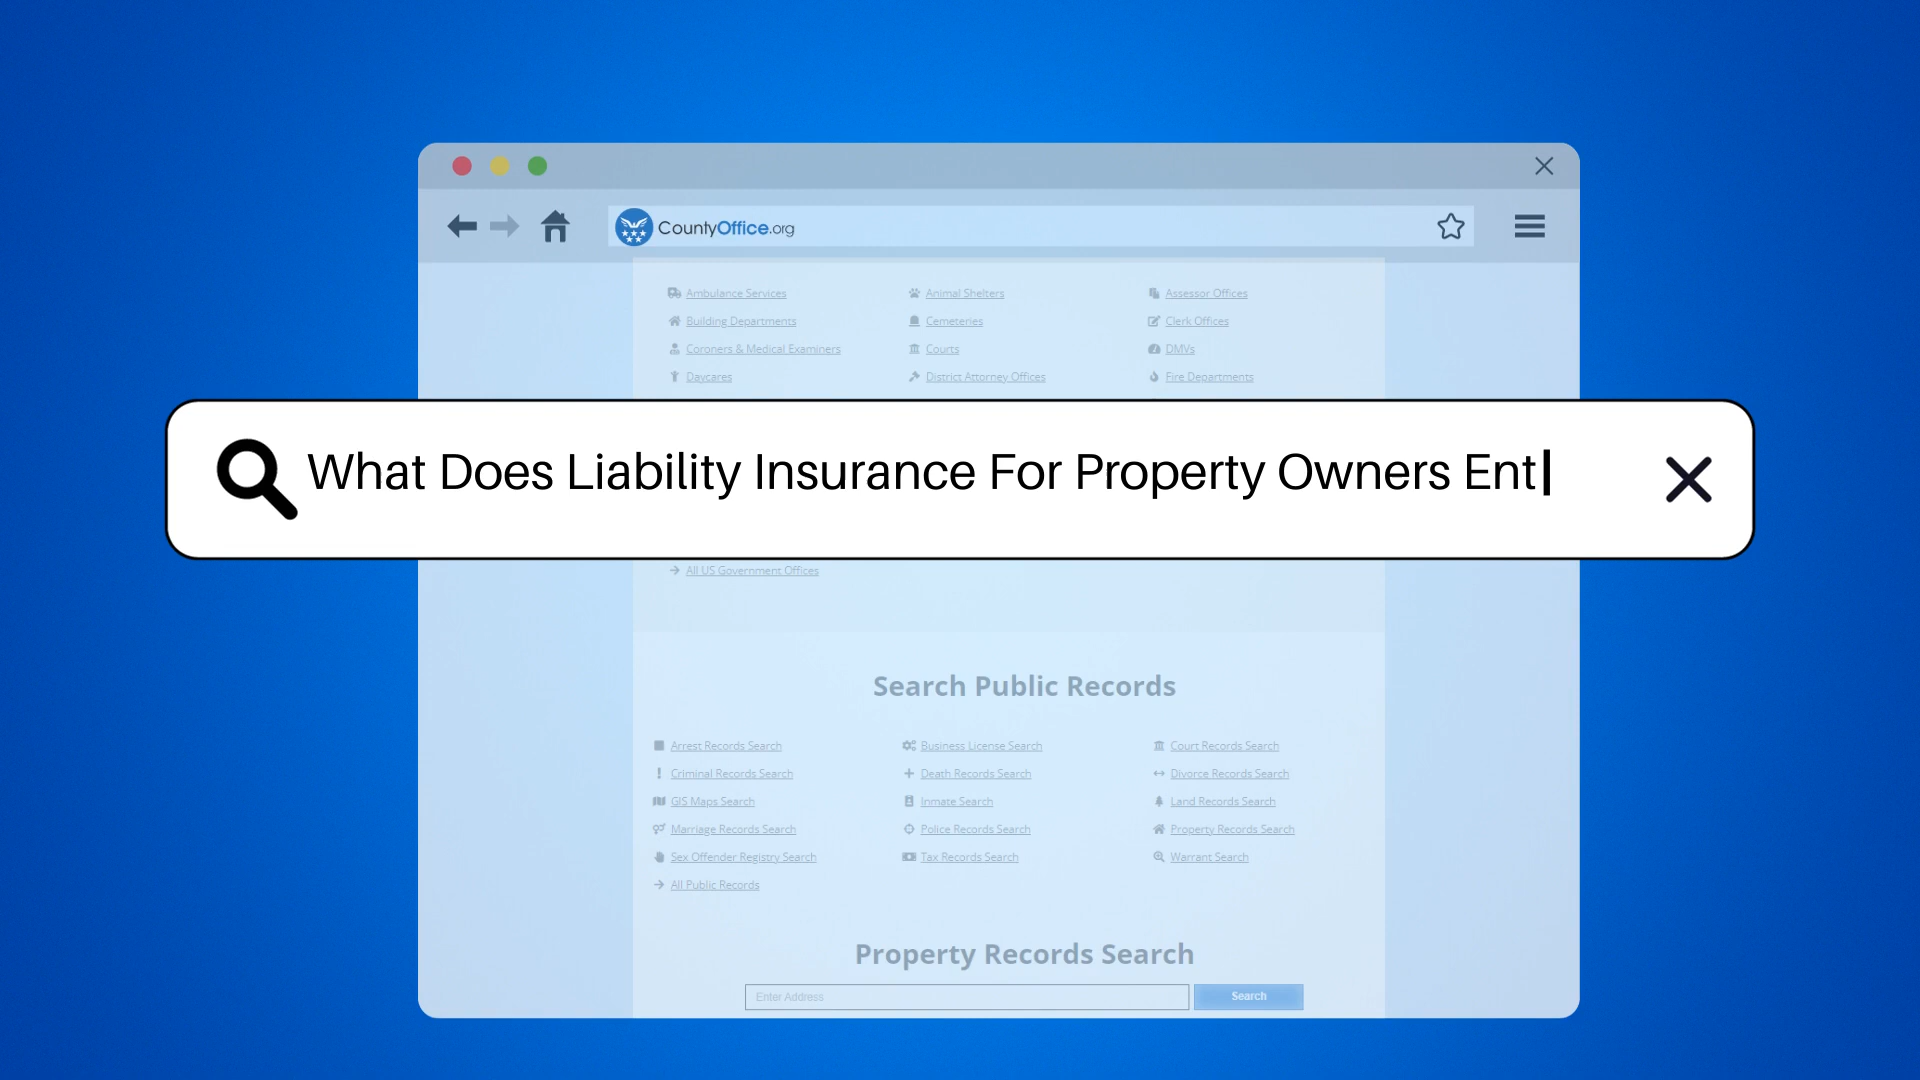 CountyOffice.org
Ambulance Services Animal Shelters Assessor Offices
Building Departments Cemeteries Clerk Offices
Coroners & Medical Examiners Courts DMVs
Daycares District Attorney Offices Fire Departments
What Does Liability Insurance For Property Owners Ent
All US Government Offices
Search Public Records
Arrest Records Search Business License Search Court Records Search
Criminal Records Search Death Records Search Divorce Records Search
GIS Maps Search Inmate Search Land Records Search
Marriage Records Search Police Records Search Property Records Search
Sex Offender Registry Search Tax Records Search Warrant Search
All Public Records
Property Records Search
Enter Address Search